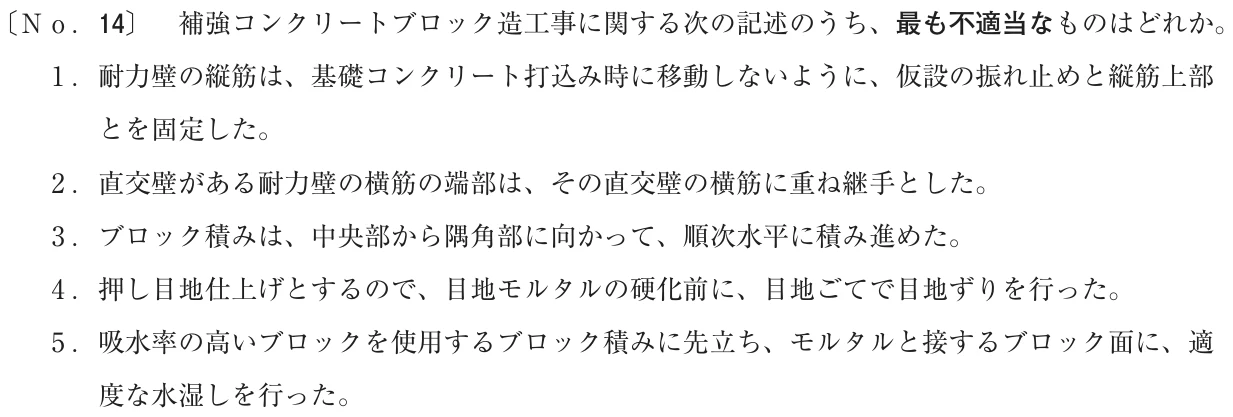 〔Ｎｏ．14〕　補強コンクリートブロック造工事に関する次の記述のうち、最も不適当なものはどれか。
１．耐力壁の縦筋は、基礎コンクリート打込み時に移動しないように、仮設の振れ止めと縦筋上部
とを固定した。
２．直交壁がある耐力壁の横筋の端部は、その直交壁の横筋に重ね継手とした。
３．ブロック積みは、中央部から隅角部に向かって、順次水平に積み進めた。
４．押し目地仕上げとするので、目地モルタルの硬化前に、目地ごてで目地ずりを行った。
５．吸水率の高いブロックを使用するブロック積みに先立ち、モルタルと接するブロック面に、適
度な水湿しを行った。